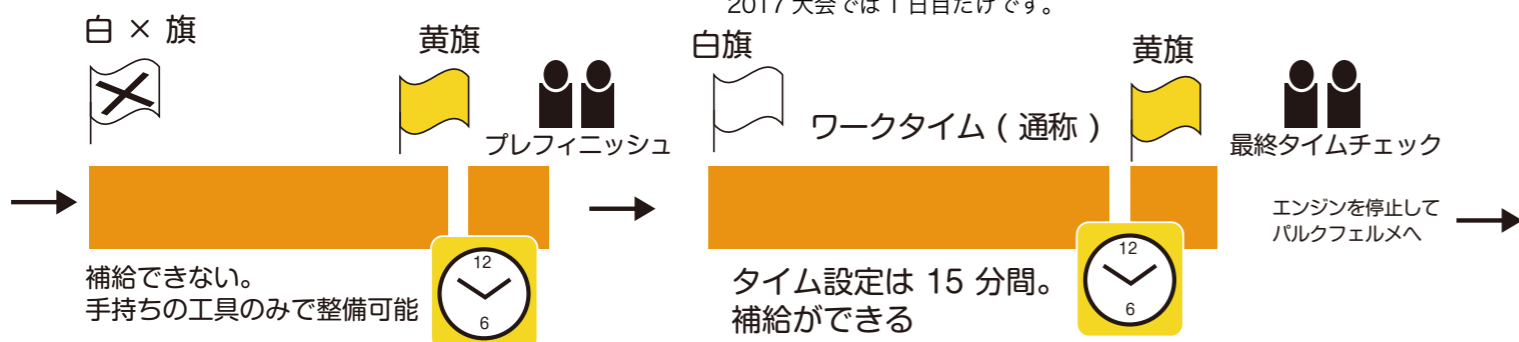 2017 大会では 1 日目だけです。
白 × 旗
黄旗
プレフィニッシュ
12
6
補給できない。
手持ちの工具のみで整備可能
白旗
ワークタイム ( 通称 )
黄旗
最終タイムチェック
12
6
タイム設定は 15 分間。
補給ができる
エンジンを停止して
パルクフェルメへ